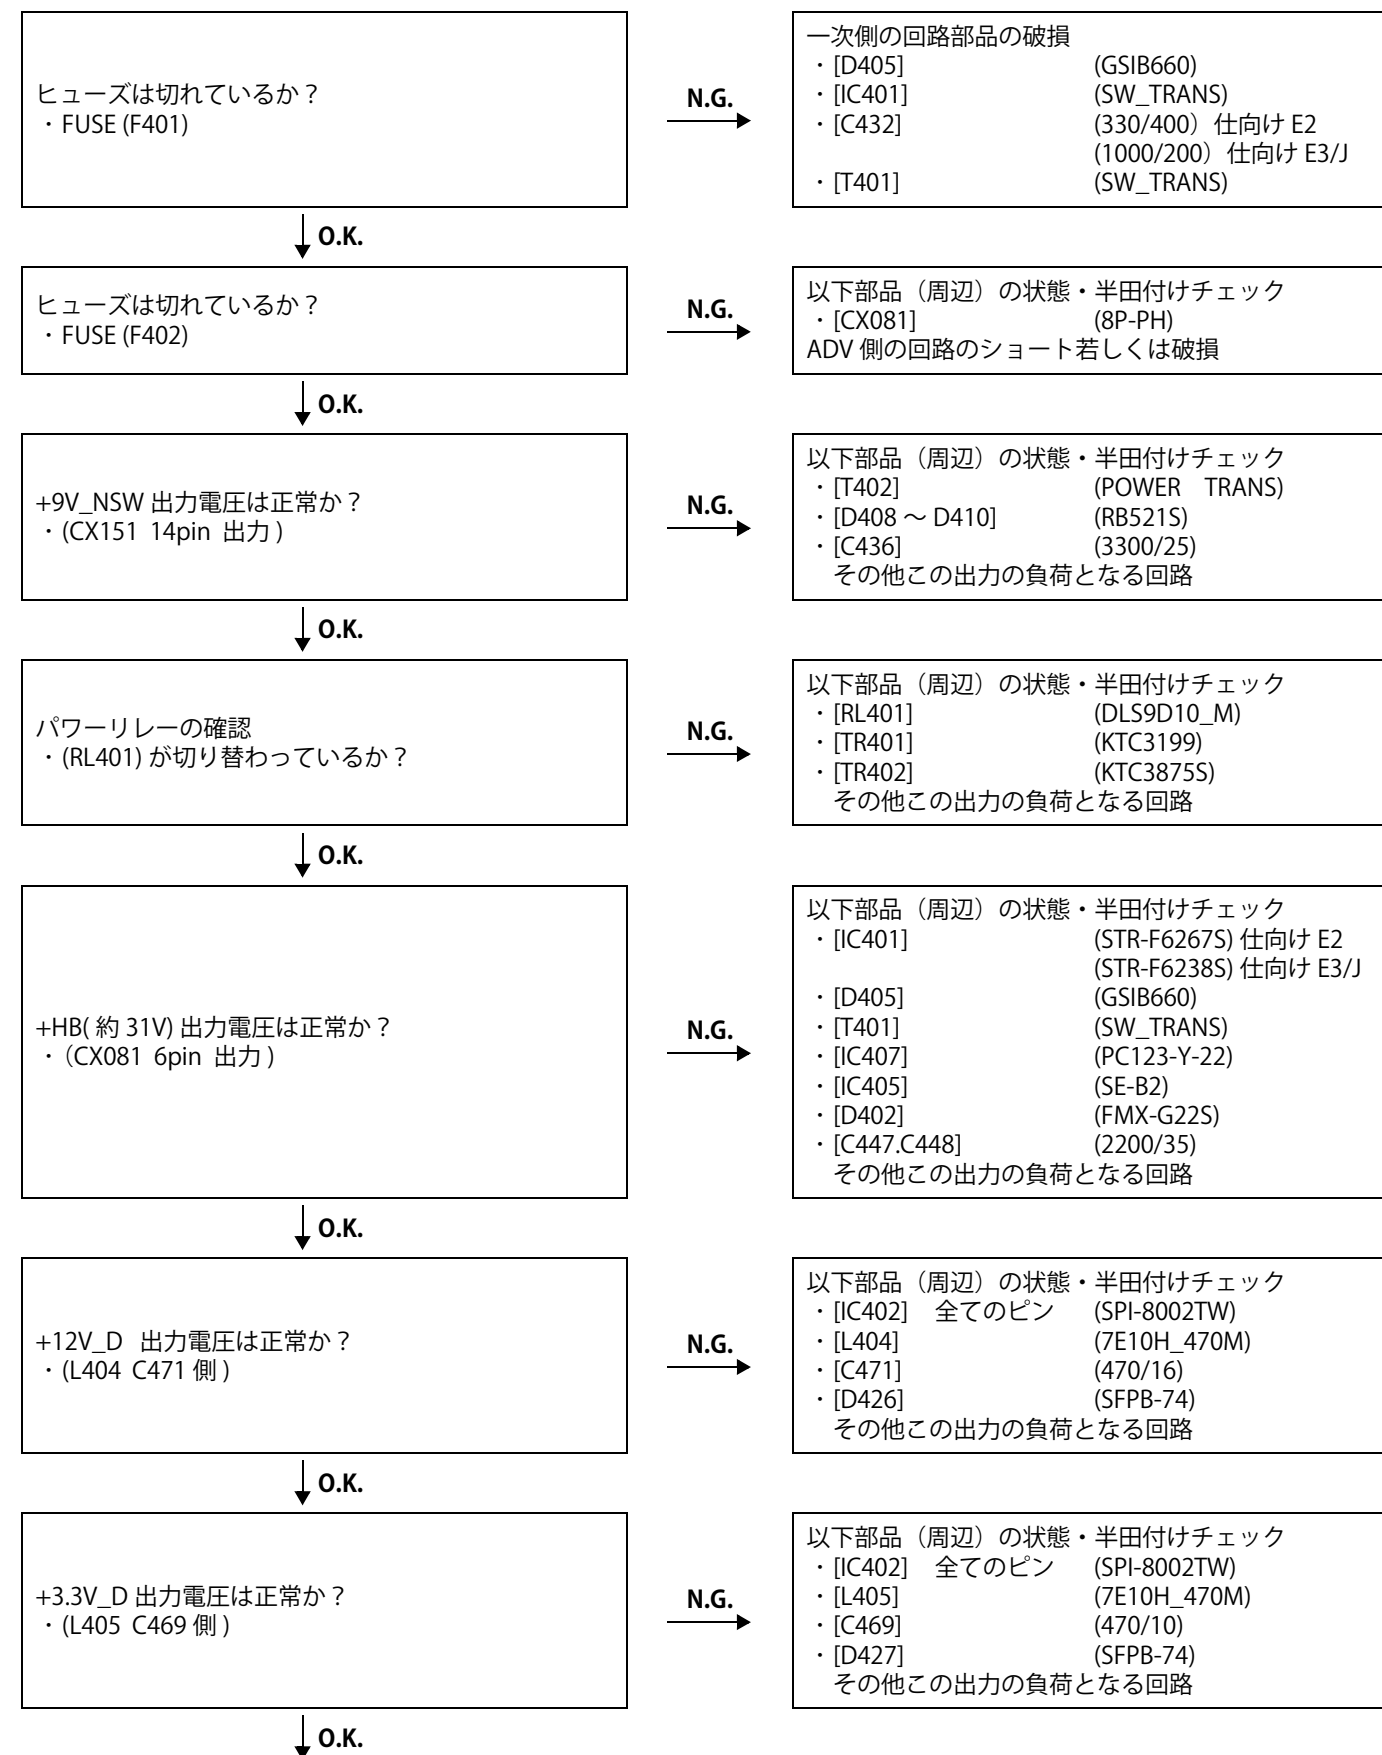 ヒューズは切れているか？
・FUSE (F401)
N.G.
一次側の回路部品の破損
・[D405] (GSIB660)
・[IC401] (SW_TRANS)
・[C432] (330/400）仕向け E2
(1000/200）仕向け E3/J
・[T401] (SW_TRANS)
O.K.
ヒューズは切れているか？
・FUSE (F402)
N.G.
以下部品（周辺）の状態・半田付けチェック
・[CX081] (8P-PH)
ADV 側の回路のショート若しくは破損
O.K.
+9V_NSW 出力電圧は正常か？
・(CX151 14pin 出力 )
N.G.
以下部品（周辺）の状態・半田付けチェック
・[T402] (POWER　TRANS)
・[D408 〜 D410] (RB521S)
・[C436] (3300/25)
その他この出力の負荷となる回路
O.K.
パワーリレーの確認
・(RL401) が切り替わっているか？
N.G.
以下部品（周辺）の状態・半田付けチェック
・[RL401] (DLS9D10_M)
・[TR401] (KTC3199)
・[TR402] (KTC3875S)
その他この出力の負荷となる回路
O.K.
+HB( 約 31V) 出力電圧は正常か？
・（CX081 6pin 出力 )
N.G.
以下部品（周辺）の状態・半田付けチェック
・[IC401] (STR-F6267S) 仕向け E2
(STR-F6238S) 仕向け E3/J
・[D405] (GSIB660)
・[T401] (SW_TRANS)
・[IC407] (PC123-Y-22)
・[IC405] (SE-B2)
・[D402] (FMX-G22S)
・[C447.C448] (2200/35)
その他この出力の負荷となる回路
O.K.
+12V_D 出力電圧は正常か？
・(L404 C471 側 )
N.G.
以下部品（周辺）の状態・半田付けチェック
・[IC402]　全てのピン (SPI-8002TW)
・[L404] (7E10H_470M)
・[C471] (470/16)
・[D426] (SFPB-74)
その他この出力の負荷となる回路
O.K.
+3.3V_D 出力電圧は正常か？
・(L405 C469 側 )
N.G.
以下部品（周辺）の状態・半田付けチェック
・[IC402]　全てのピン (SPI-8002TW)
・[L405] (7E10H_470M)
・[C469] (470/10)
・[D427] (SFPB-74)
その他この出力の負荷となる回路
O.K.